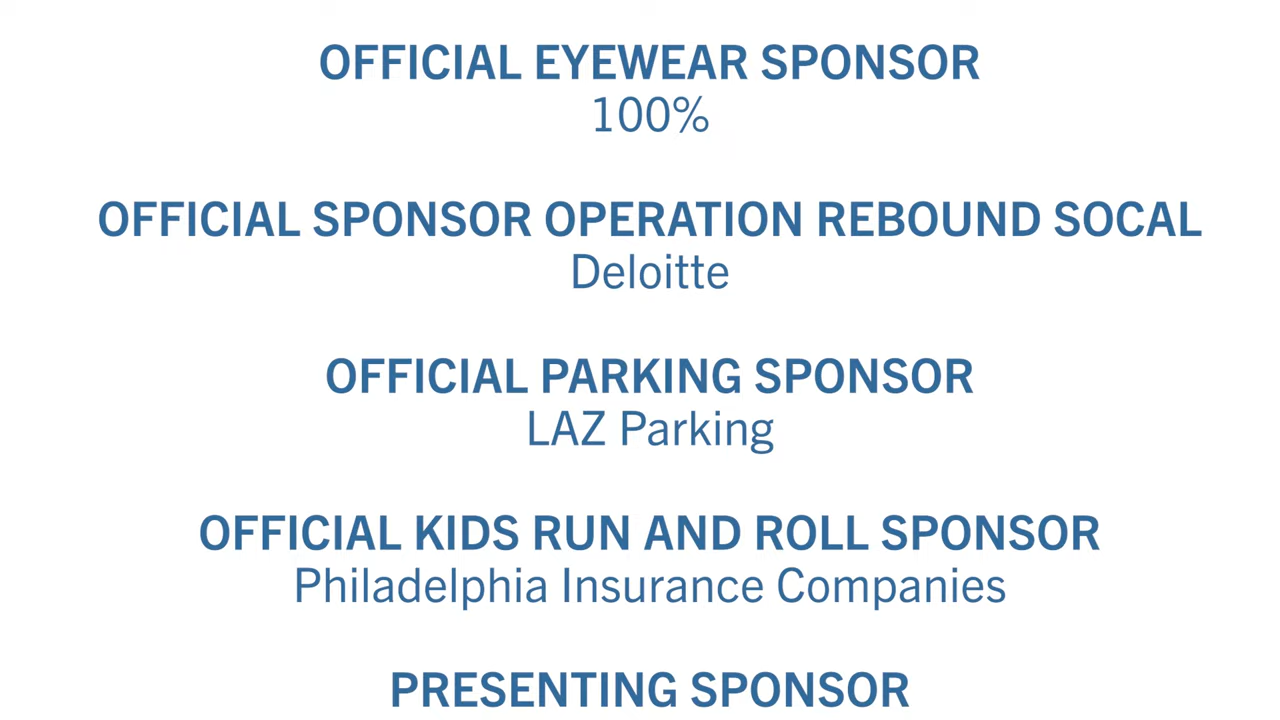 OFFICIAL EYEWEAR SPONSOR
100%
OFFICIAL SPONSOR OPERATION REBOUND SOCAL
Deloitte
OFFICIAL PARKING SPONSOR
LAZ Parking
OFFICIAL KIDS RUN AND ROLL SPONSOR
Philadelphia Insurance Companies
PRESENTING SPONSOR